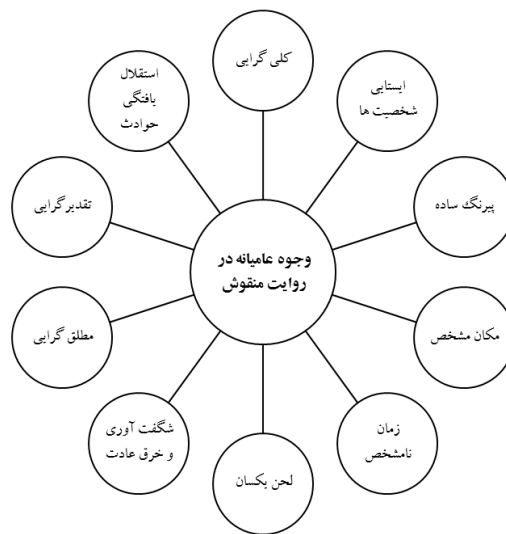 کلی گرایی
ایستایی
شخصیت ها
پیرنگ ساده
مکان مشخص
زمان
نامشخص
لحن یکسان
شگفت آوری
و خرق عادت
مطلق گرایی
تقدیرگرایی
استقلال
یافتگی
حوادث
وجوه عامیانه در
روایت منقوش